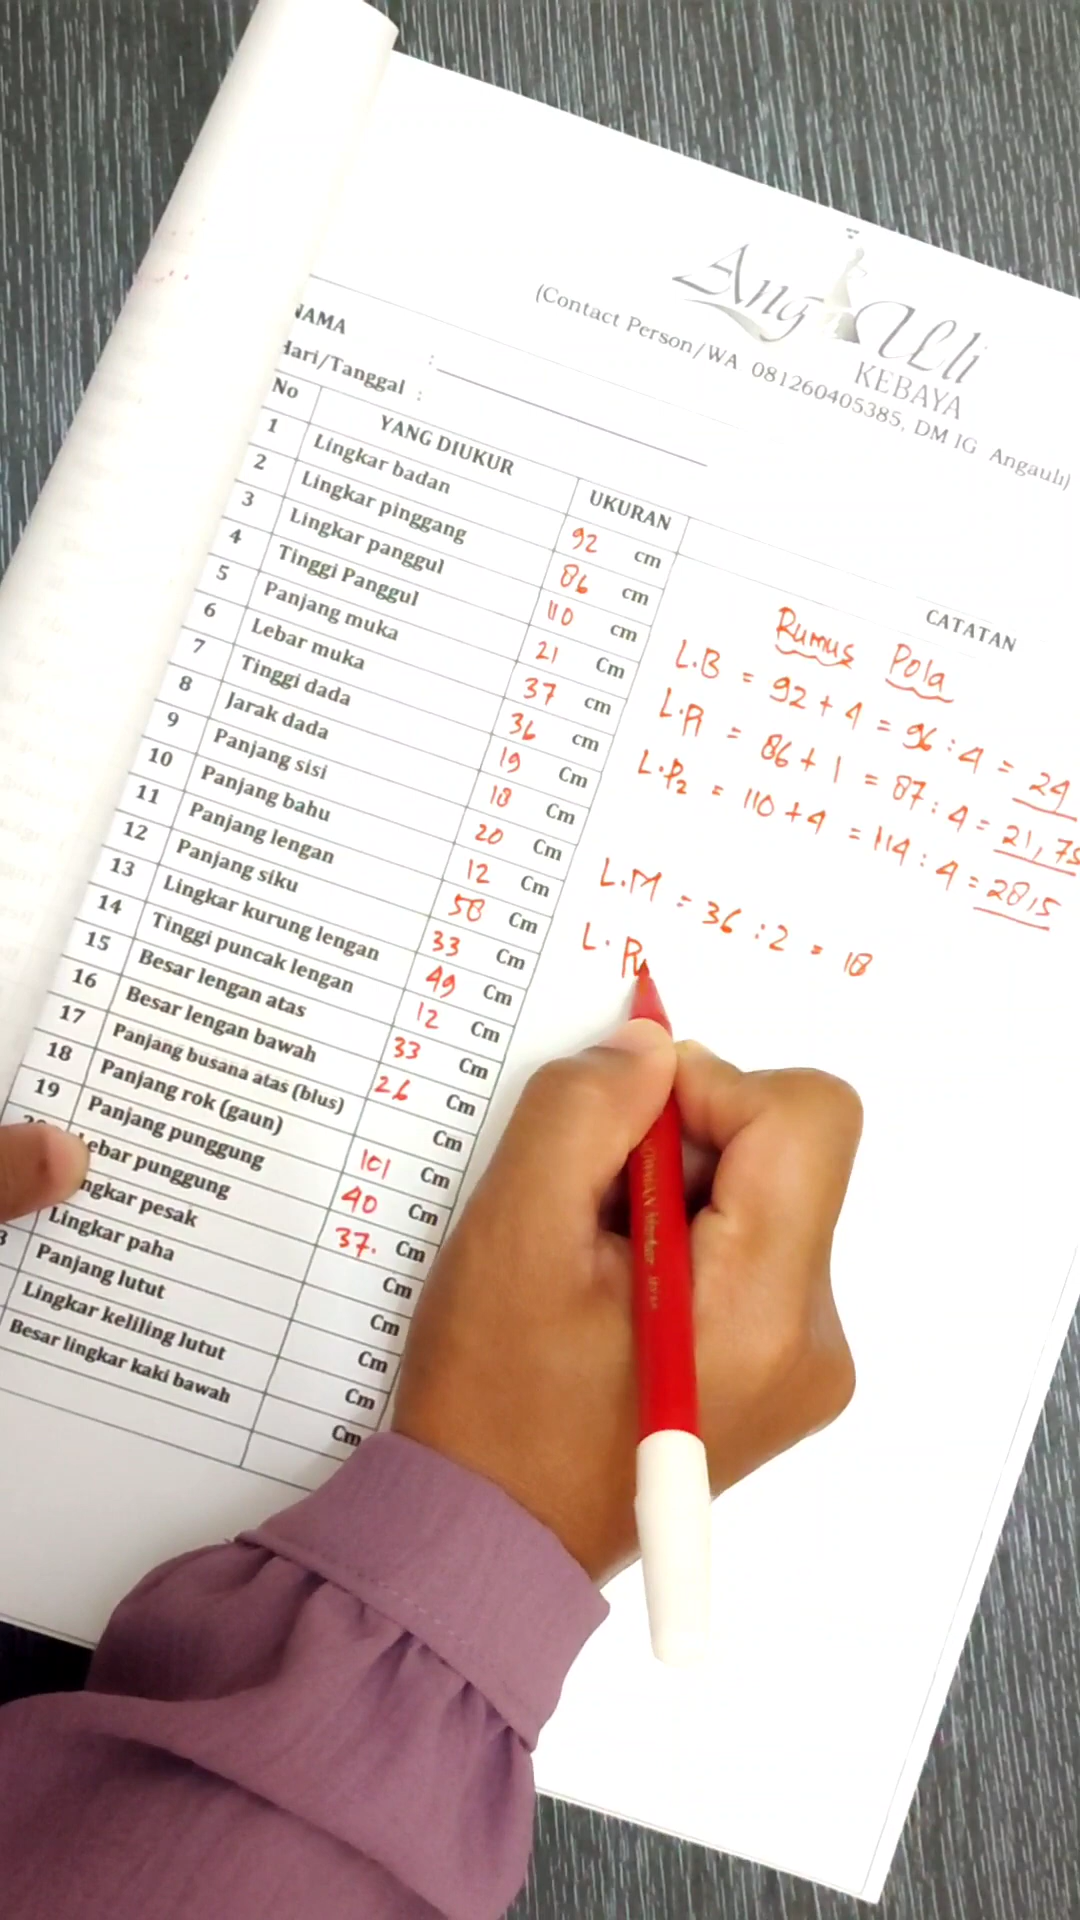 Ang Uli
KEBAYA
(Contact Person/WA 081260405385, DM IG Angauli)
NAMA :
Hari/Tanggal :
No YANG DIUKUR UKURAN CATATAN
1 Lingkar badan 92 cm
2 Lingkar pinggang 86 cm
3 Lingkar panggul 110 cm
4 Tinggi Panggul 21 Cm
5 Panjang muka 37 cm
6 Lebar muka 36 cm
7 Tinggi dada 19 Cm
8 Jarak dada 18 Cm
9 Panjang sisi 20 Cm
10 Panjang bahu 12 Cm
11 Panjang lengan 58 Cm
12 Panjang siku 33 Cm
13 Lingkar kurung lengan 49 Cm
14 Tinggi puncak lengan 12 Cm
15 Besar lengan atas 33 Cm
16 Besar lengan bawah 26 Cm
17 Panjang busana atas (blus) Cm
18 Panjang rok (gaun) 101 Cm
19 Panjang punggung 40 Cm
Lebar punggung 37. Cm
ngkar pesak Cm
Lingkar paha Cm
3 Panjang lutut Cm
Lingkar keliling lutut Cm
Besar lingkar kaki bawah Cm
Rumus Pola
L.B = 92 + 4 = 96 : 4 = 24
L.P1 = 86 + 1 = 87 : 4 = 21,75
L.P2 = 110 + 4 = 114 : 4 = 28,5
L.M = 36 : 2 = 18
L.P